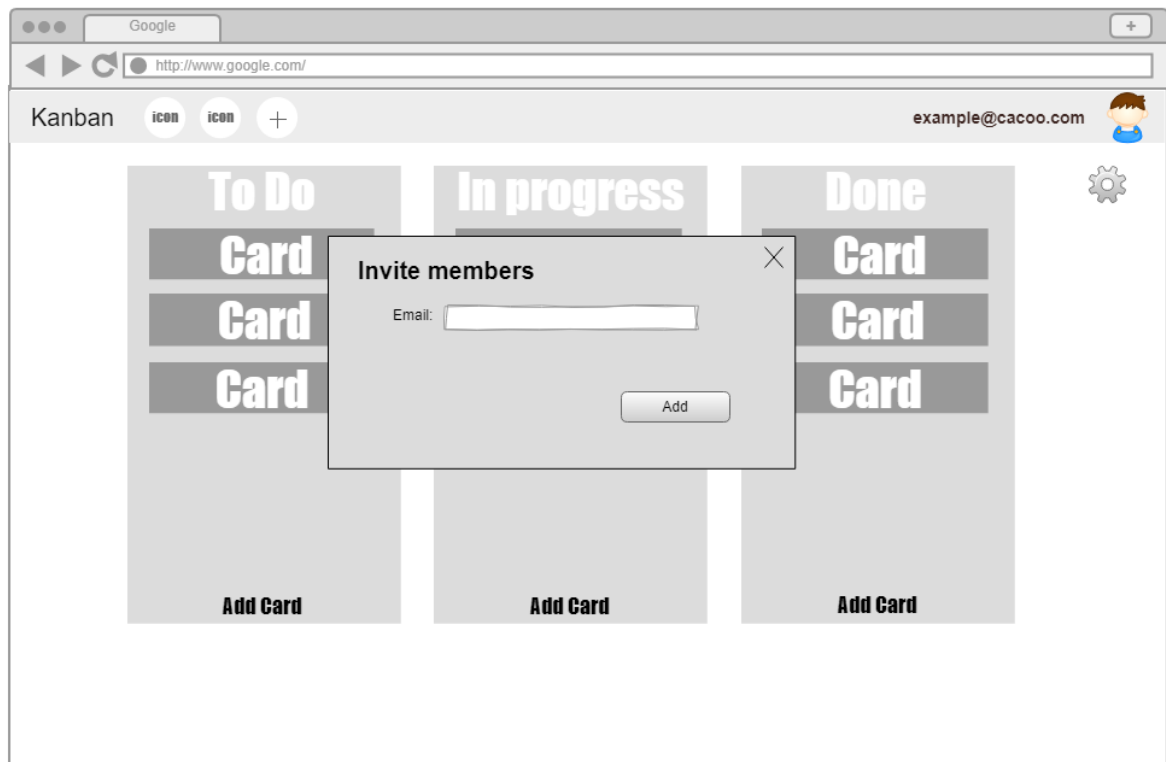 Google
+
http://www.google.com/
Kanban
icon
icon
+
example@cacoo.com
To Do
In progress
Done
Card
Card
Invite members
Email:
Card
Card
Card
Card
Add
Add Card
Add Card
Add Card